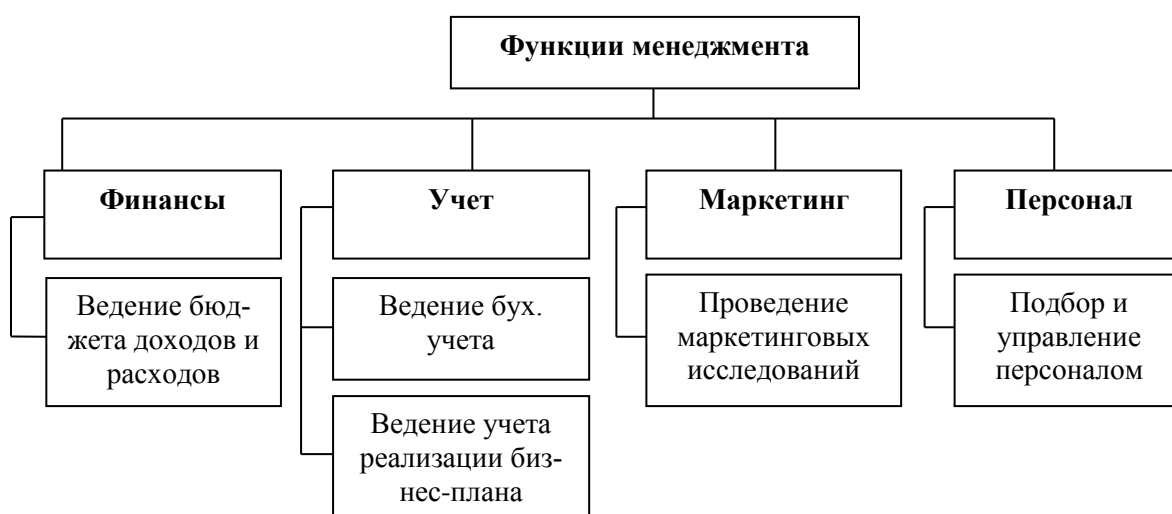 Функции менеджмента
Финансы
Учет
Маркетинг
Персонал
Ведение бюд-
жета доходов и
расходов
Ведение бух.
учета
Проведение
маркетинговых
исследований
Подбор и
управление
персоналом
Ведение учета
реализации биз-
нес-плана